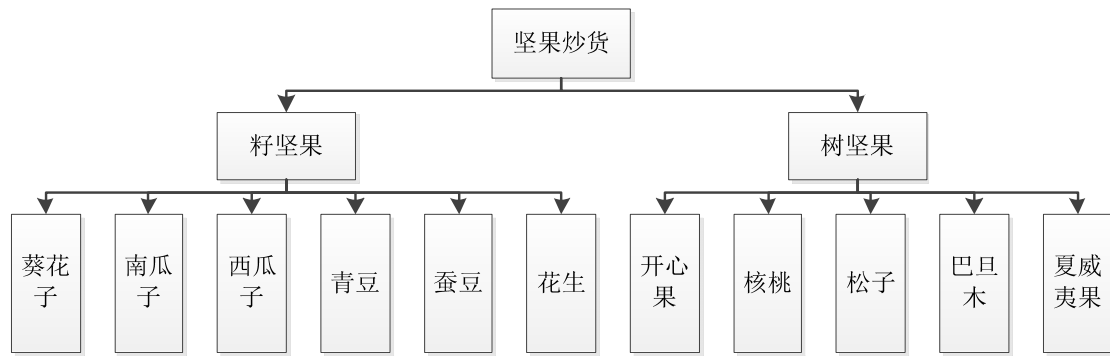 坚果炒货
籽坚果
树坚果
葵花
子
南瓜
子
西瓜
子
青豆
蚕豆
花生
开心
果
核桃
松子
巴旦
木
夏威
夷果